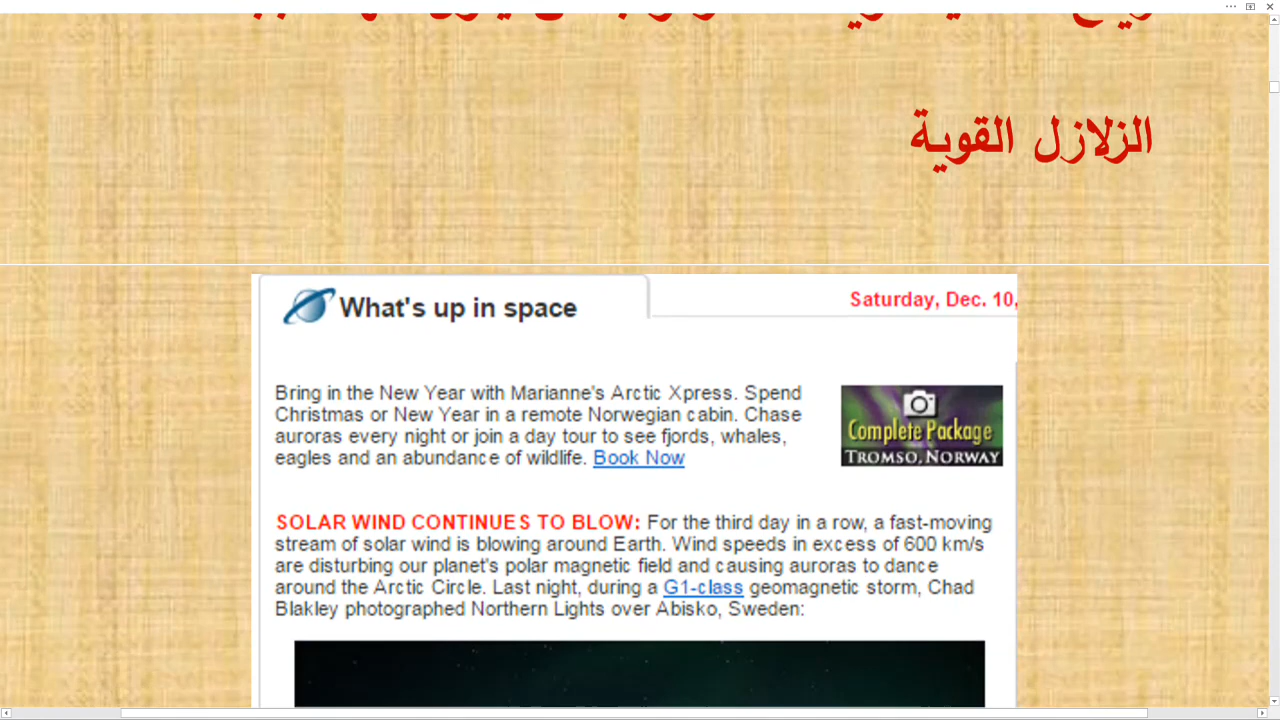 الزلازل القوية
What's up in space
Saturday, Dec. 10,
Bring in the New Year with Marianne's Arctic Xpress. Spend
Christmas or New Year in a remote Norwegian cabin. Chase
auroras every night or join a day tour to see fjords, whales,
eagles and an abundance of wildlife. Book Now
Complete Package
TROMSO, NORWAY
SOLAR WIND CONTINUES TO BLOW: For the third day in a row, a fast-moving
stream of solar wind is blowing around Earth. Wind speeds in excess of 600 km/s
are disturbing our planet's polar magnetic field and causing auroras to dance
around the Arctic Circle. Last night, during a G1-class geomagnetic storm, Chad
Blakley photographed Northern Lights over Abisko, Sweden: